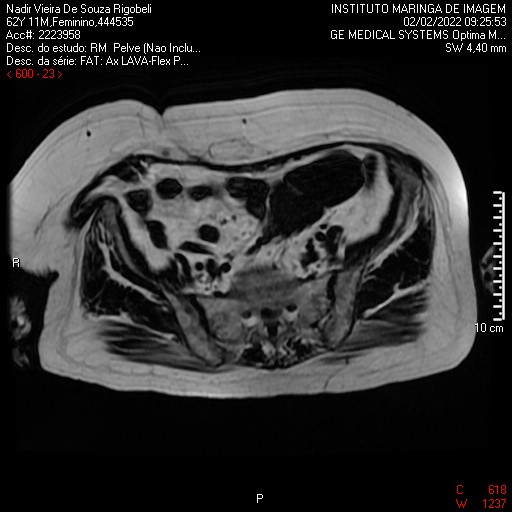 Nadir Vieira De Souza Rigobeli
62Y 11M,Feminino,444535
Acc#: 2223958
Desc. do estudo: RM  Pelve (Nao Inclu...
Desc. da série: FAT: Ax LAVA-Flex P...
< 600 - 23 >
INSTITUTO MARINGA DE IMAGEM
02/02/2022 09:25:53
GE MEDICAL SYSTEMS Optima M...
SW 4,40 mm
R
10 cm
P
C 618
W 1237